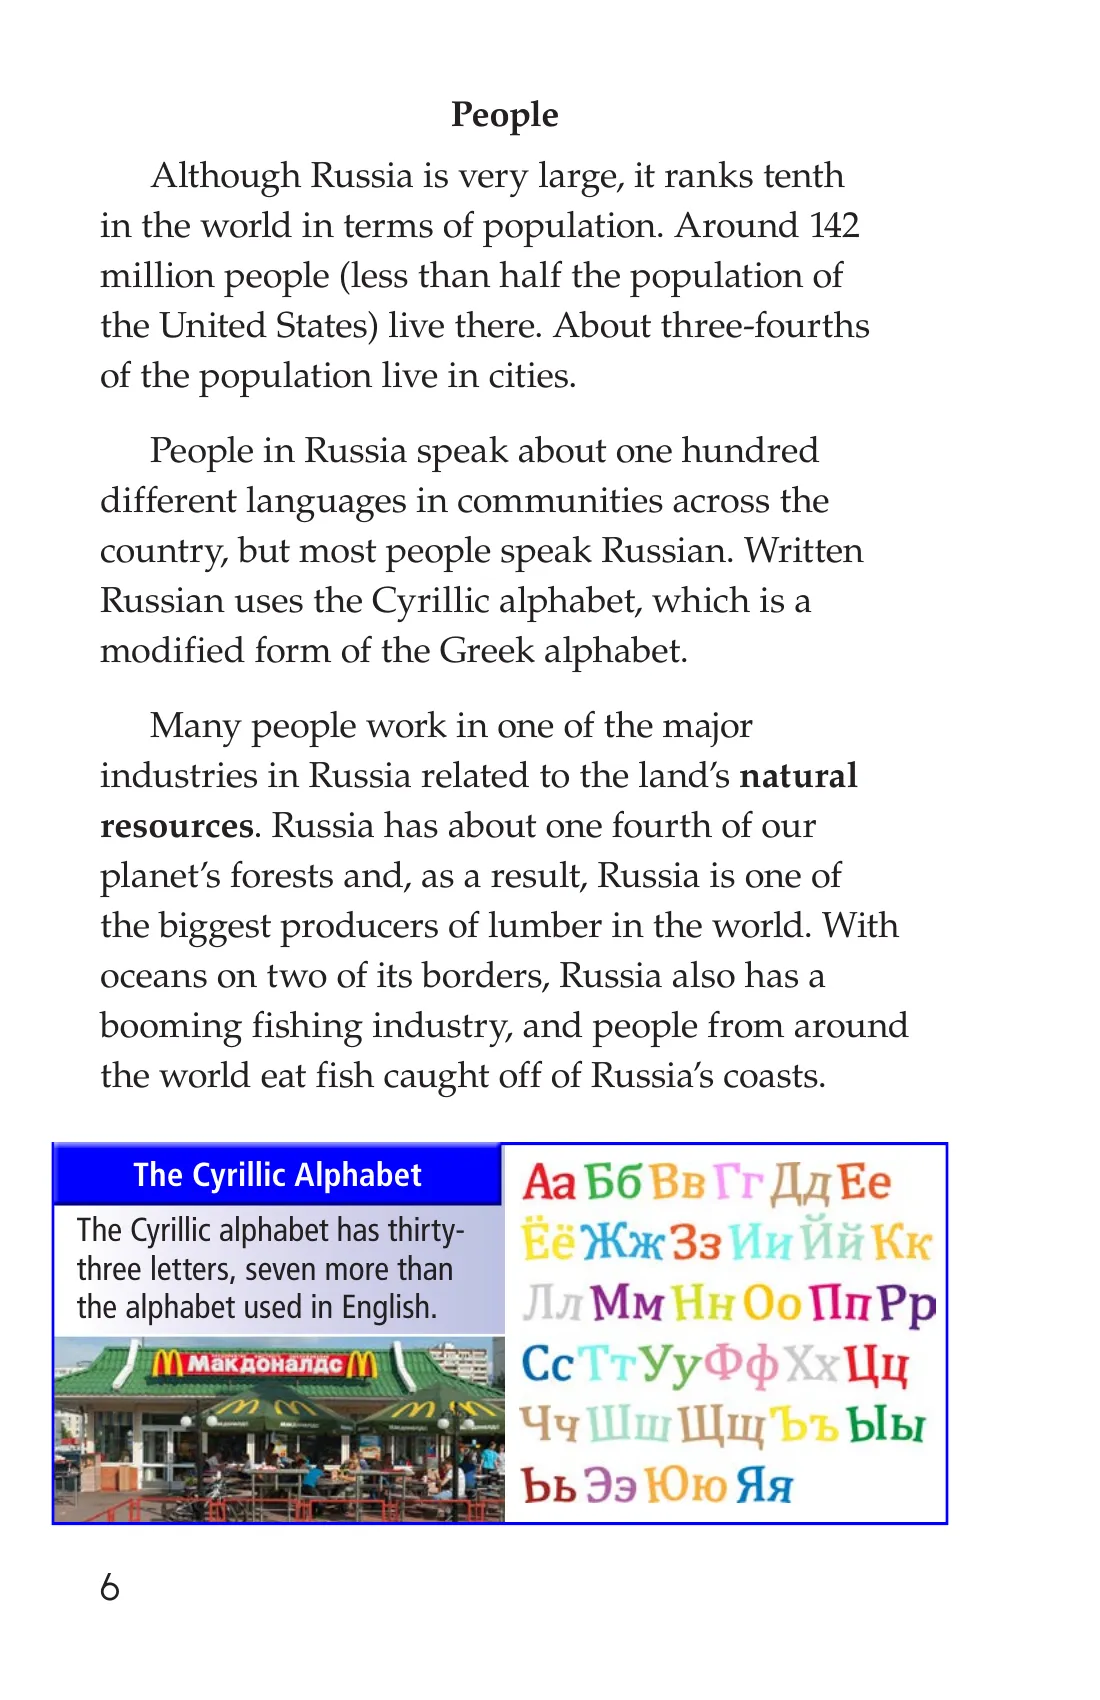 People
Although Russia is very large, it ranks tenth
in the world in terms of population. Around 142
million people (less than half the population of
the United States) live there. About three-fourths
of the population live in cities.
People in Russia speak about one hundred
different languages in communities across the
country, but most people speak Russian. Written
Russian uses the Cyrillic alphabet, which is a
modified form of the Greek alphabet.
Many people work in one of the major
industries in Russia related to the land’s natural
resources. Russia has about one fourth of our
planet’s forests and, as a result, Russia is one of
the biggest producers of lumber in the world. With
oceans on two of its borders, Russia also has a
booming fishing industry, and people from around
the world eat fish caught off of Russia’s coasts.
The Cyrillic Alphabet
The Cyrillic alphabet has thirty-
three letters, seven more than
the alphabet used in English.
Макдоналдс
Аа Бб Вв Гг Дд Ее
Ёё Жж Зз Ии Йй Кк
Лл Мм Нн Оо Пп Рр
Сс Тт Уу Фф Хх Цц
Чч Шш Щщ Ъъ Ыы
Ьь Ээ Юю Яя
6